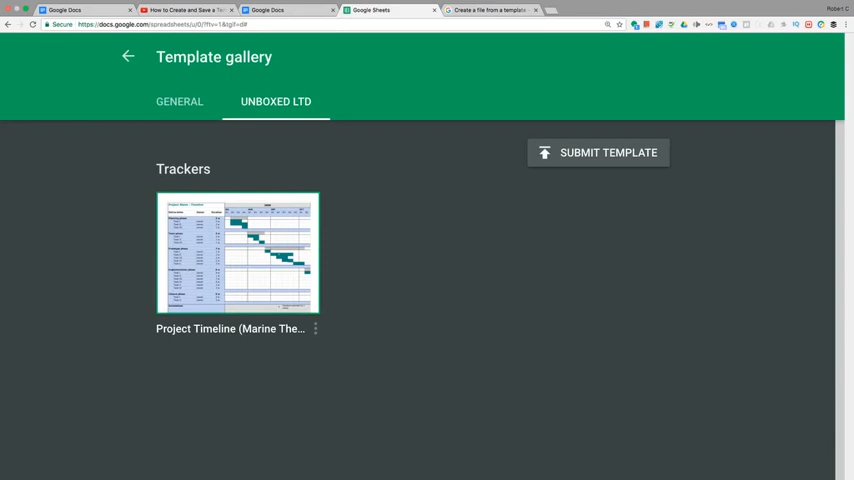 Google Docs
How to Create and Save a Tem
Google Docs
Google Sheets
Create a file from a template
Robert C
Secure
https://docs.google.com/spreadsheets/u/0/?ftv=1&tgif=d#
Template gallery
GENERAL
UNBOXED LTD
SUBMIT TEMPLATE
Trackers
Project Timeline (Marine The...